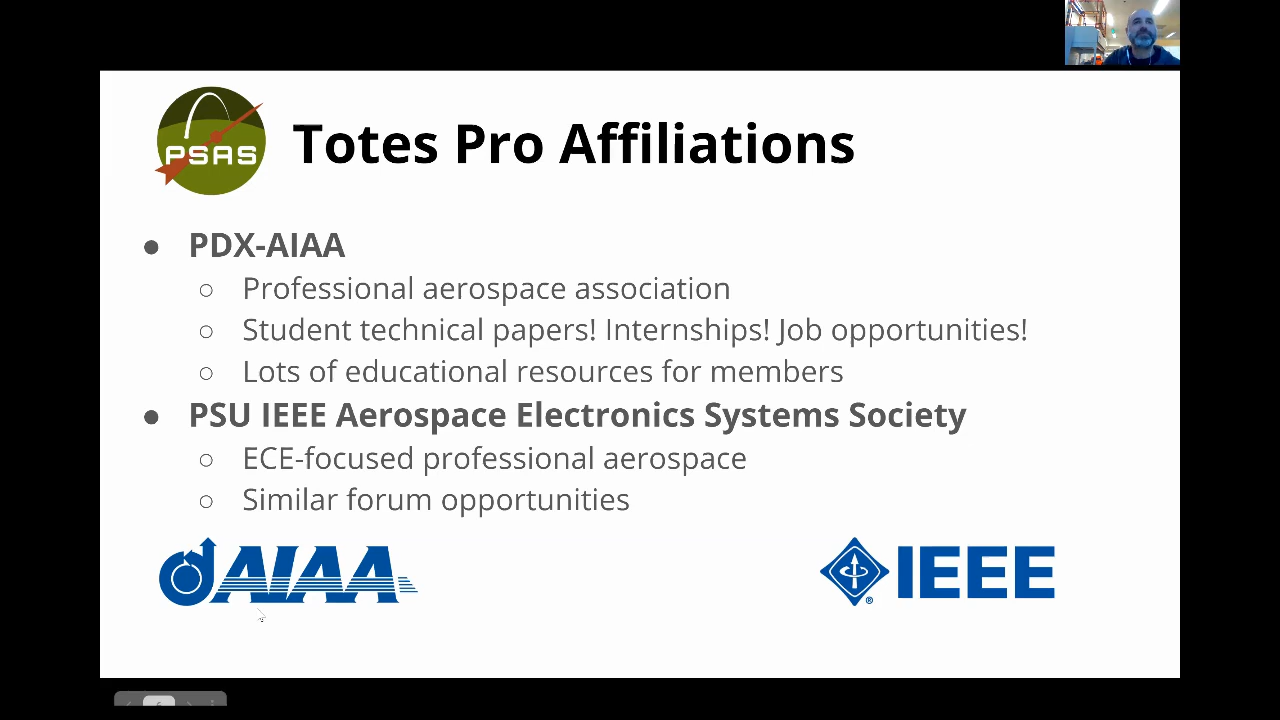 PSAS
Totes Pro Affiliations
● PDX-AIAA
○ Professional aerospace association
○ Student technical papers! Internships! Job opportunities!
○ Lots of educational resources for members
● PSU IEEE Aerospace Electronics Systems Society
○ ECE-focused professional aerospace
○ Similar forum opportunities
AIAA
IEEE
®
6